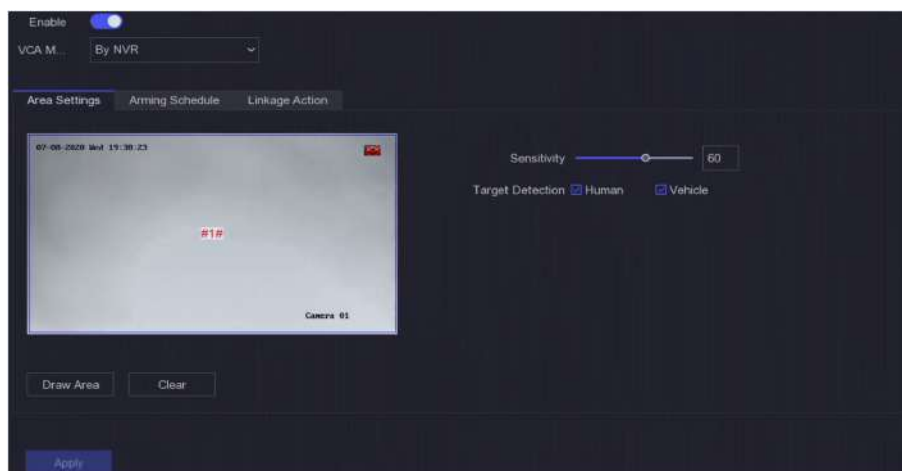 Enable
VCA M... By NVR
Area Settings Arming Schedule Linkage Action
07-08-2020 Wed 19:30:23
Sensitivity 60
Target Detection Human Vehicle
#1#
Camera 01
Draw Area Clear
Apply